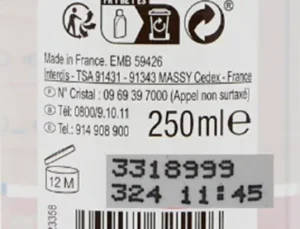 Made in France. EMB 59426
Interdis - TSA 91431 - 91343 MASSY Cedex - France
N° Cristal : 09 69 39 7000 (Appel non surtaxé)
Tél: 0800/9.10.11
Tel.: 914 908 900
250ml e
12 M
3318999
324 11:45